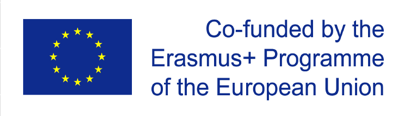 Co-funded by the
Erasmus+ Programme
of the European Union